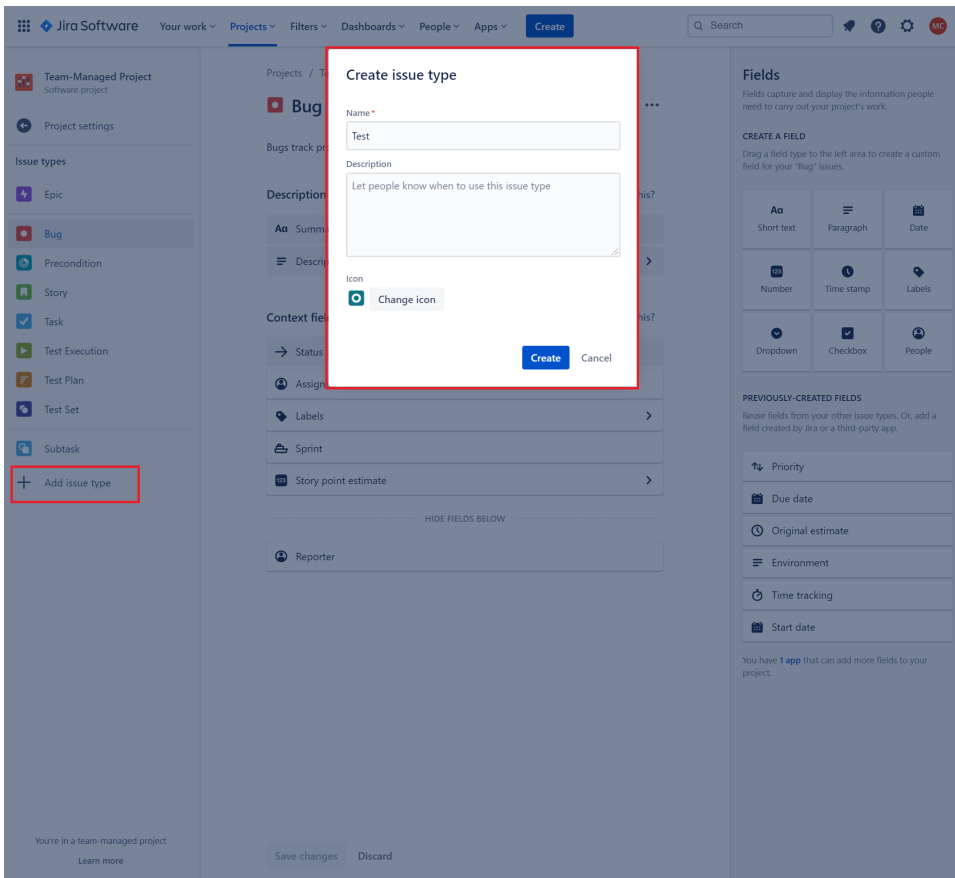 Jira Software
Your work
Projects
Filters
Dashboards
People
Apps
Create
Search
MC
Team-Managed Project
Software project
Project settings
Issue types
Epic
Bug
Precondition
Story
Task
Test Execution
Test Plan
Test Set
Subtask
Add issue type
You're in a team-managed project
Learn more
Projects /
Bug
Bugs track
Description
his?
Aa
Context
his?
Status
Labels
Sprint
123 Story point estimate
HIDE FIELDS BELOW
Reporter
Save changes Discard
Create issue type
Name *
Test
Description
Let people know when to use this issue type
Icon
Change icon
Create Cancel
Fields
Fields capture and display the information people
need to carry out your project's work.
CREATE A FIELD
Drag a field type to the left area to create a custom
field for your "Bug" issues.
Aa
Short text
Paragraph
Date
123
Number
Time stamp
Labels
Dropdown
Checkbox
People
PREVIOUSLY-CREATED FIELDS
Reuse fields from your other issue types. Or, add a
field created by Jira or a third-party app.
Priority
Due date
Original estimate
Environment
Time tracking
Start date
You have 1 app that can add more fields to your
project.